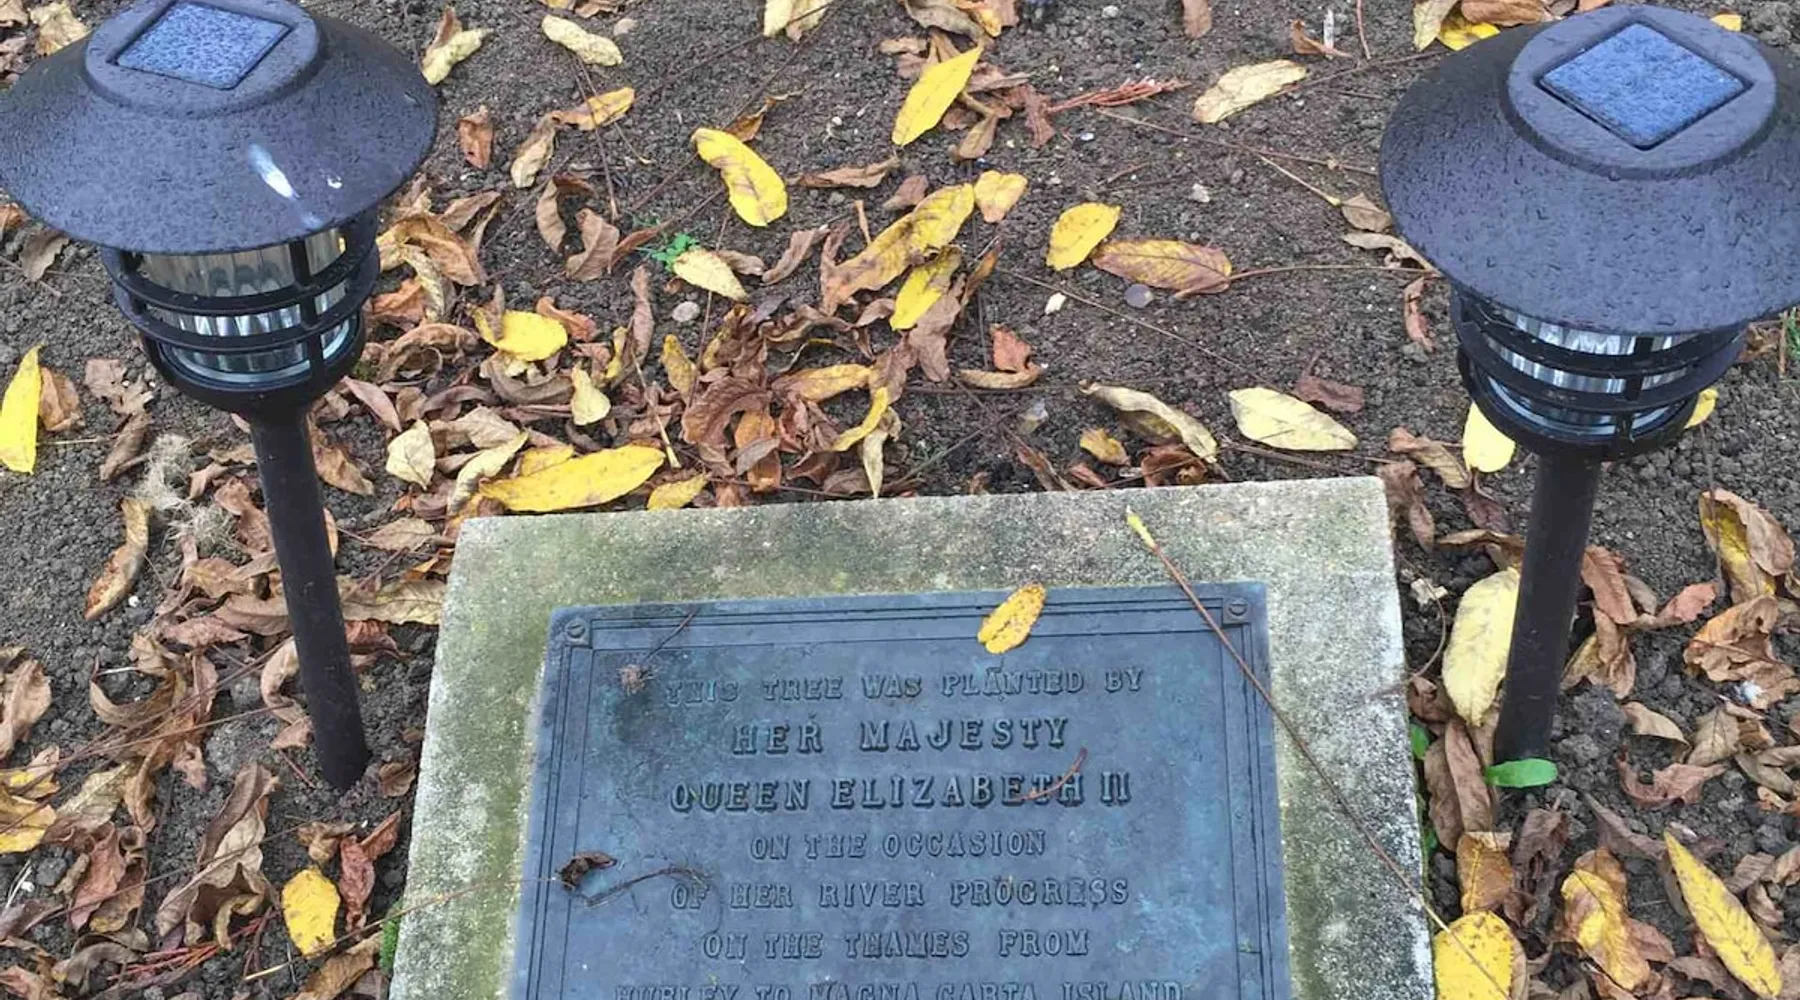 THIS TREE WAS PLANTED BY
HER MAJESTY
QUEEN ELIZABETH II
ON THE OCCASION
OF HER RIVER PROGRESS
ON THE THAMES FROM
HURLEY TO MAGNA CARTA ISLAND